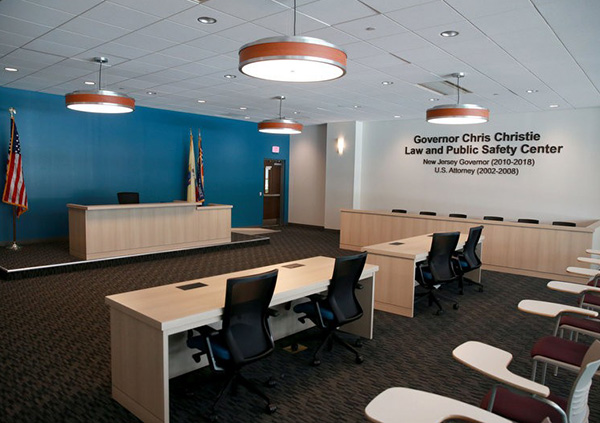 Governor Chris Christie
Law and Public Safety Center
New Jersey Governor (2010-2018)
U.S. Attorney (2002-2008)